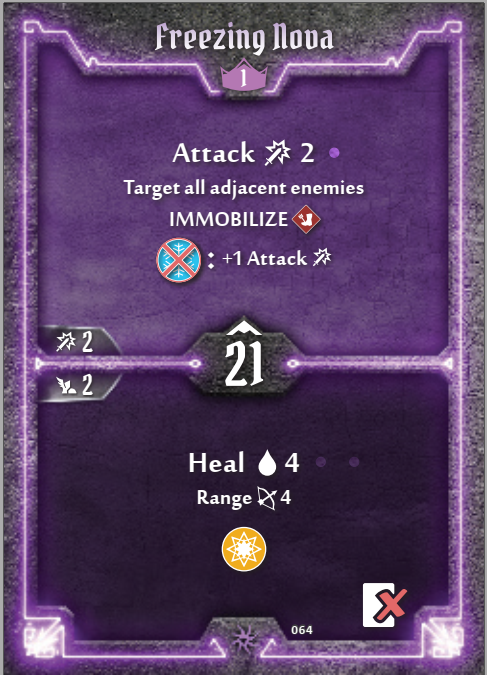 Freezing Nova
1
Attack 2
Target all adjacent enemies
IMMOBILIZE
: +1 Attack
2
21
2
Heal 4
Range 4
064